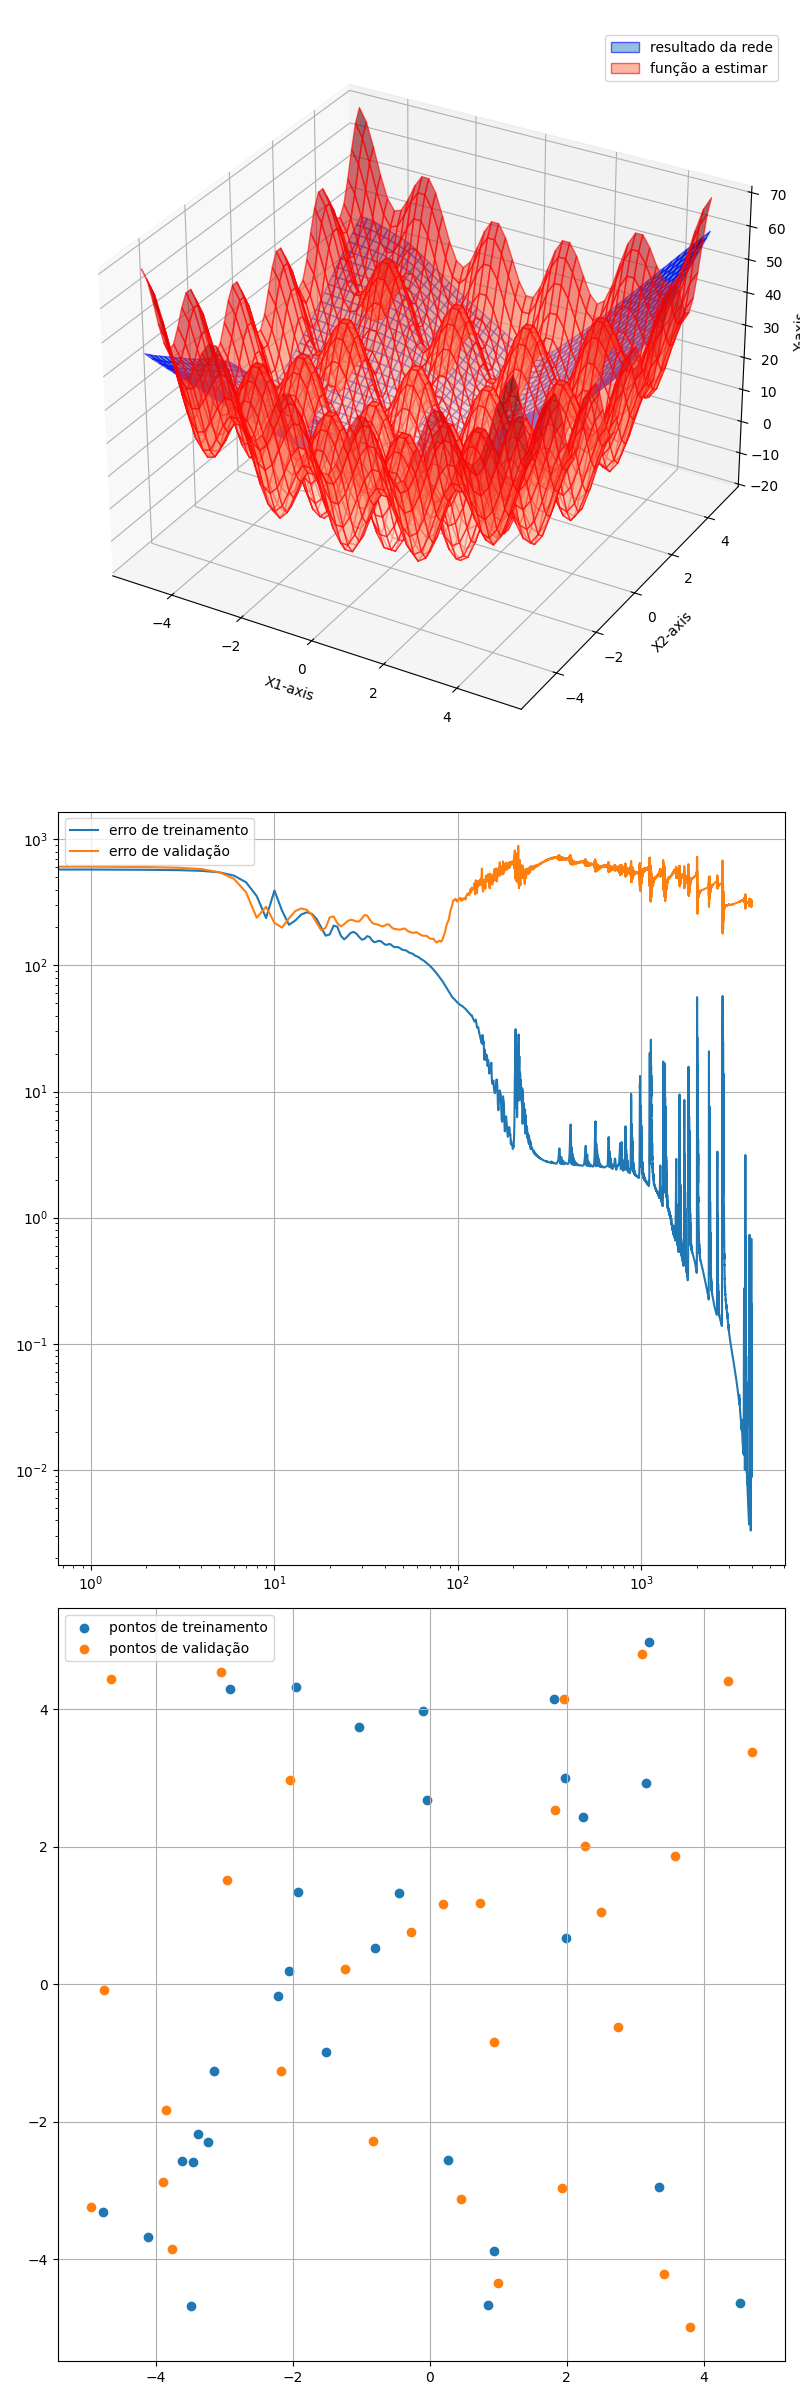 resultado da rede
função a estimar
70
60
50
40
30
20
10
0
−10
−20
Y-axis
4
2
0
−2
−4
X2-axis
−4
−2
0
2
4
X1-axis
erro de treinamento
erro de validação
10³
10²
10¹
10⁰
10⁻¹
10⁻²
10⁰ 10¹ 10² 10³
pontos de treinamento
pontos de validação
4
2
0
−2
−4
−4 −2 0 2 4